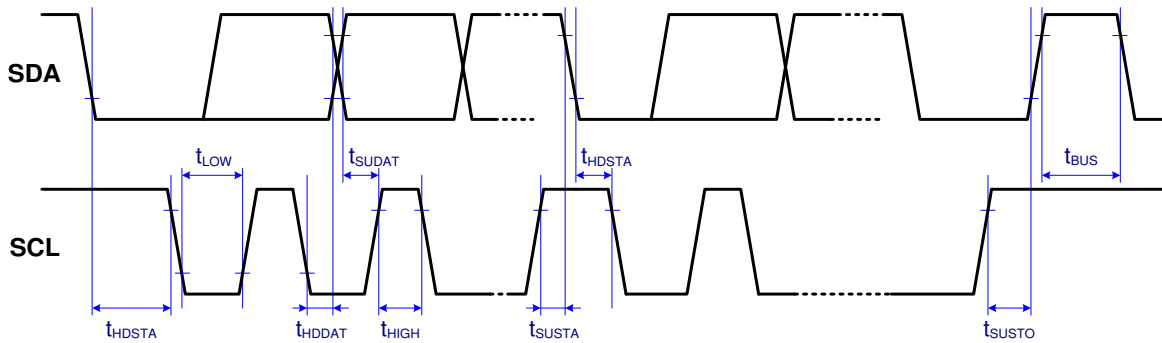 SDA
tLOW
tSUDAT
tHDSTA
tBUS
SCL
tHDSTA
tHDDAT
tHIGH
tSUSTA
tSUSTO